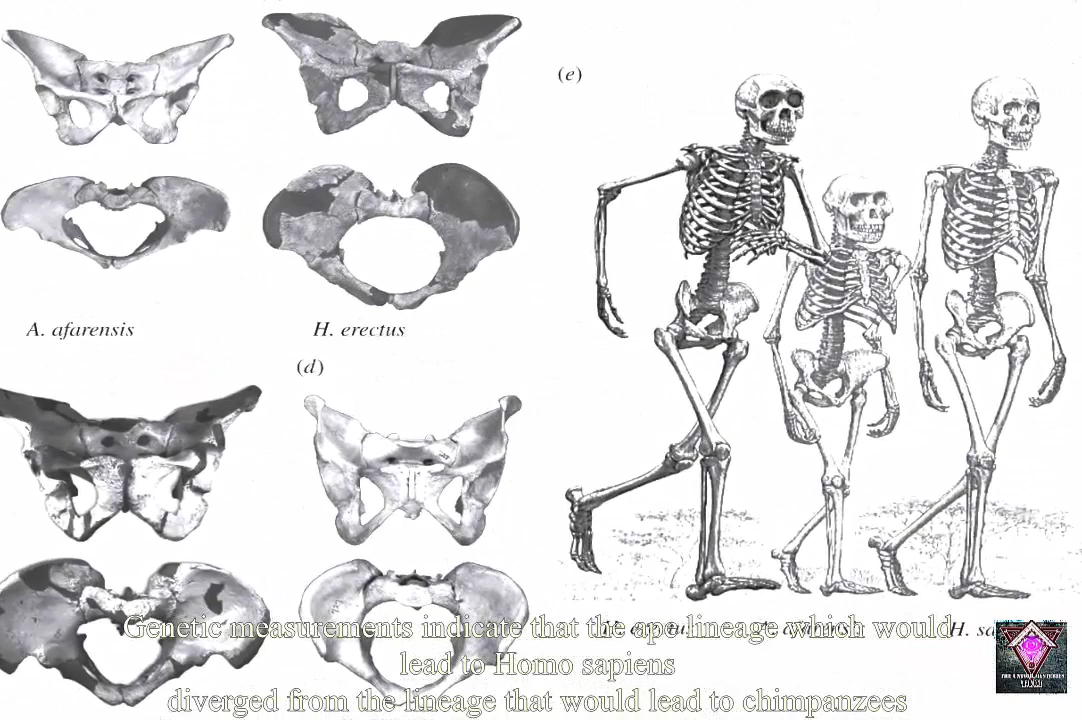 (e)
A. afarensis
H. erectus
(d)
Genetic measurements indicate that the ape lineage which would
lead to Homo sapiens
diverged from the lineage that would lead to chimpanzees